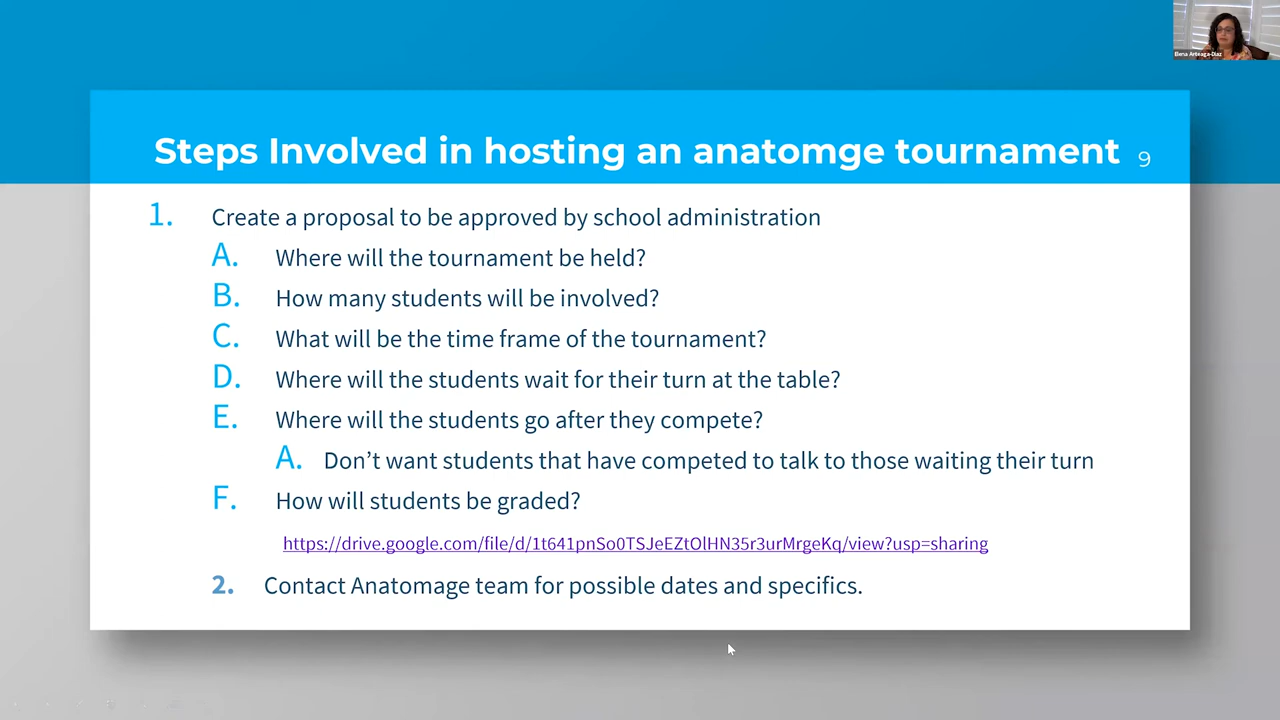 Elena Arteaga-Diaz
Steps Involved in hosting an anatomge tournament 9
1. Create a proposal to be approved by school administration
A. Where will the tournament be held?
B. How many students will be involved?
C. What will be the time frame of the tournament?
D. Where will the students wait for their turn at the table?
E. Where will the students go after they compete?
A. Don’t want students that have competed to talk to those waiting their turn
F. How will students be graded?
https://drive.google.com/file/d/1t641pnSo0TSJeEZtOlHN35r3urMrgeKq/view?usp=sharing
2. Contact Anatomage team for possible dates and specifics.